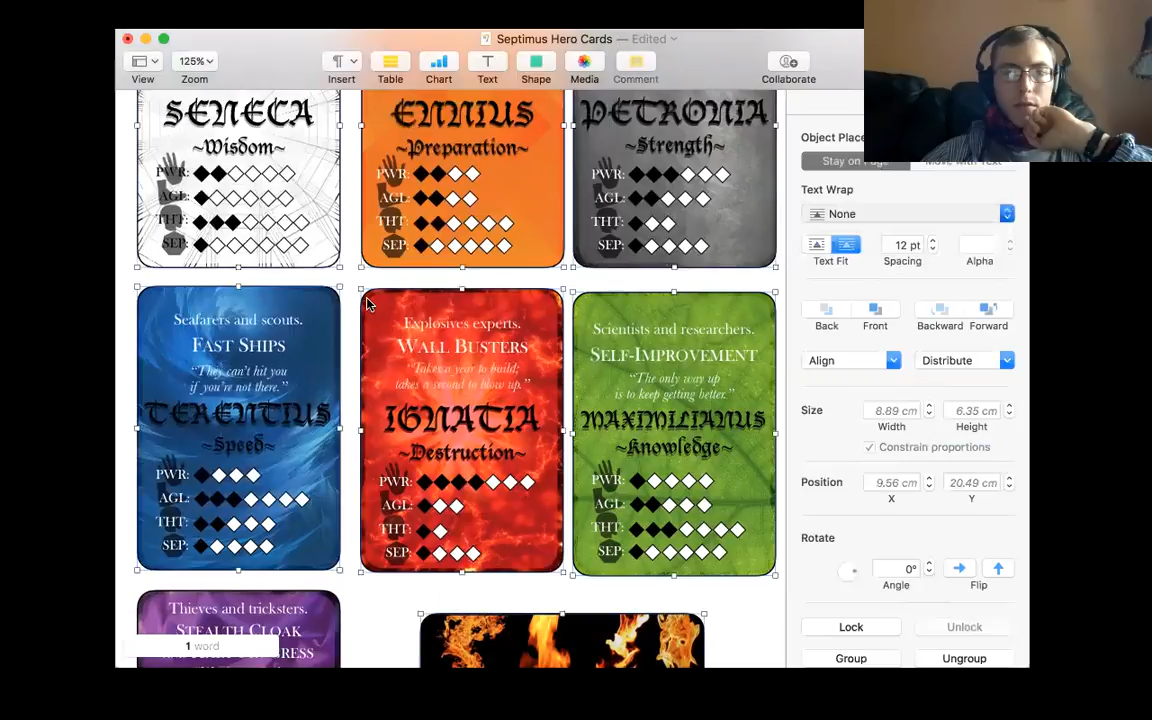 Septimus Hero Cards — Edited
125%
View
Zoom
Insert
Table
Chart
Text
Shape
Media
Comment
Collaborate
SENECA
~Wisdom~
PWR:
AGL:
THT:
SEP:
ENNIUS
~Preparation~
PWR:
AGL:
THT:
SEP:
PETRONIA
~Strength~
PWR:
AGL:
THT:
SEP:
Seafarers and scouts.
FAST SHIPS
“They can't hit you
if you're not there.”
TERENTIUS
~Speed~
PWR:
AGL:
THT:
SEP:
Explosives experts.
WALL BUSTERS
“Takes a year to build;
takes a second to blow up.”
IGNATIA
~Destruction~
PWR:
AGL:
THT:
SEP:
Scientists and researchers.
SELF-IMPROVEMENT
“The only way up
is to keep getting better.”
MAXIMILIANUS
~Knowledge~
PWR:
AGL:
THT:
SEP:
Thieves and tricksters.
STEALTH CLOAK
1 word
Object Place
Stay on Page
Move with Text
Text Wrap
None
Text Fit
12 pt
Spacing
Alpha
Back
Front
Backward
Forward
Align
Distribute
Size
8.89 cm
Width
6.35 cm
Height
Constrain proportions
Position
9.56 cm
X
20.49 cm
Y
Rotate
0°
Angle
Flip
Lock
Unlock
Group
Ungroup